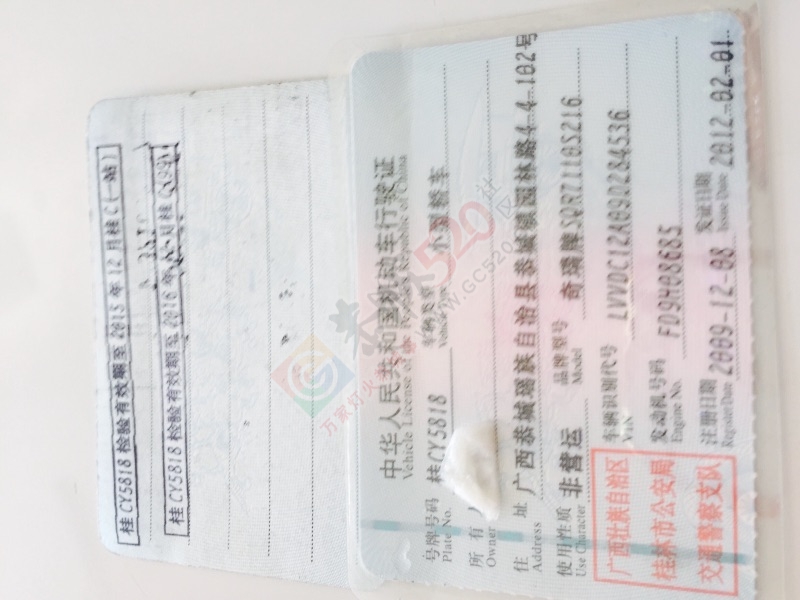 中华人民共和国机动车行驶证
Vehicle License of the People's Republic of China
号牌号码 桂CY5818 车辆类型 小型轿车
Plate No. Vehicle Type
所有人
Owner
住 址 广西恭城瑶族自治县恭城镇园林路4-4-102号
Address
使用性质 非营运 品牌型号 奇瑞牌SQR7110S216
Use Character Model
广西壮族自治区
桂林市公安局
交通警察支队
车辆识别代号 LVVDC12A09D284536
VIN
发动机号码 FD9H08685
Engine No.
注册日期 2009-12-08 发证日期 2012-02-01
Register Date Issue Date
桂CY5818 检验有效期至 2013年12月桂C(一站)
桂CY5818 检验有效期至 2016年
万家灯火
520
社区
WWW.GC520.